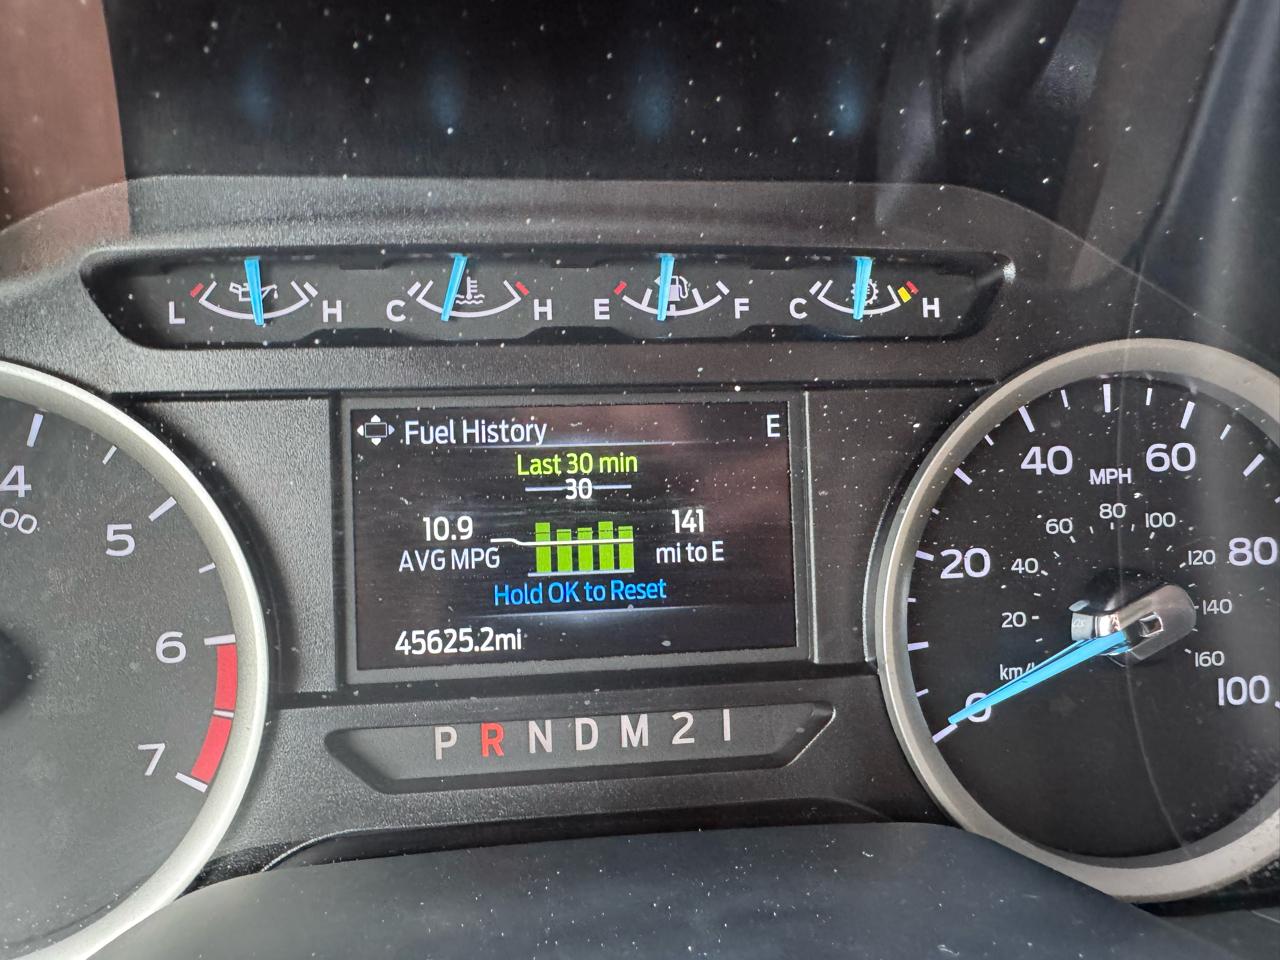 L H C H E F C H
Fuel History E
Last 30 min
30
10.9 141
AVG MPG mi to E
Hold OK to Reset
45625.2mi
P R N D M 2 1
4
00
5
6
7
MPH
0
20
40
60
80
100
20
40
60
80
100
120
140
160